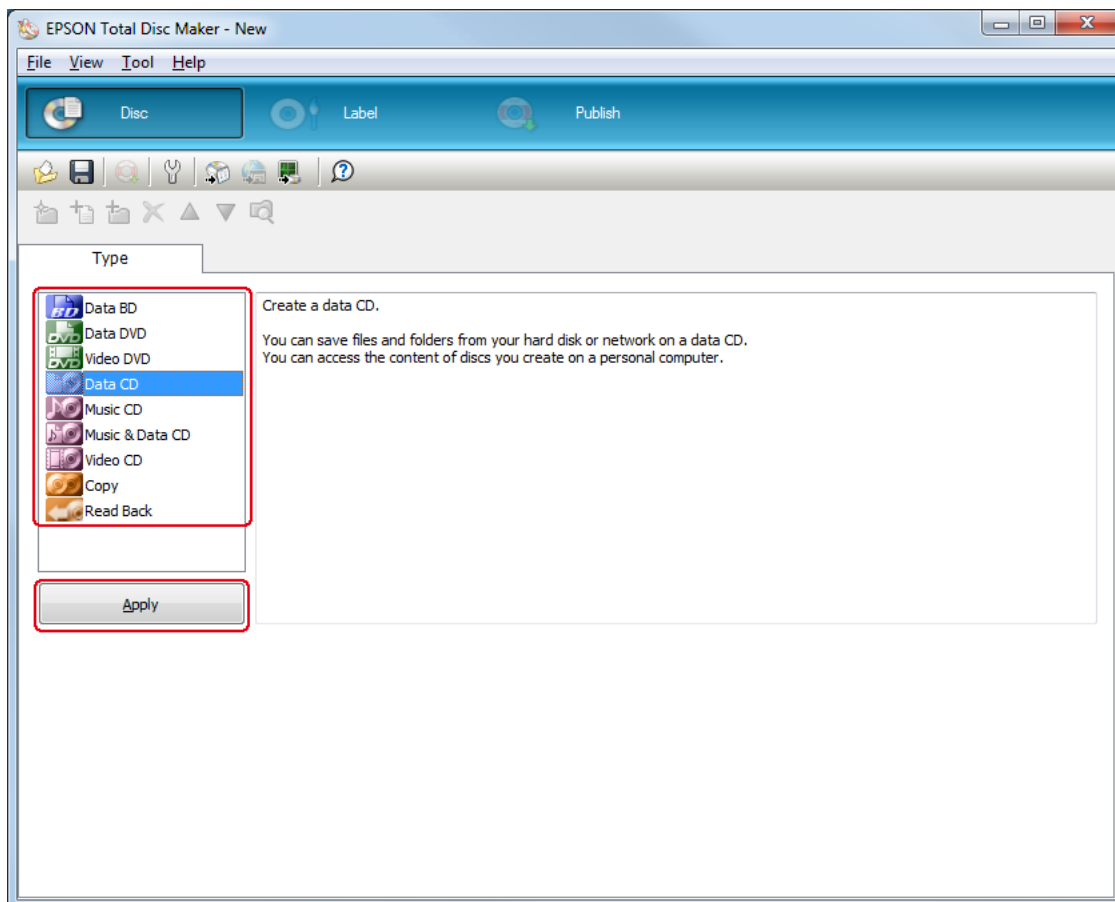 EPSON Total Disc Maker - New
File View Tool Help
Disc Label Publish
Type
Data BD
Data DVD
Video DVD
Data CD
Music CD
Music & Data CD
Video CD
Copy
Read Back
Apply
Create a data CD.
You can save files and folders from your hard disk or network on a data CD.
You can access the content of discs you create on a personal computer.